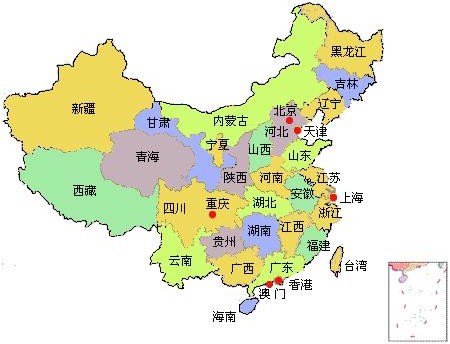 黑龙江
吉林
辽宁
新疆
甘肃
内蒙古
北京
河北
天津
宁夏
山西
山东
青海
陕西
河南
江苏
西藏
安徽
上海
四川
重庆
湖北
浙江
贵州
湖南
江西
福建
云南
广西
广东
台湾
香港
澳门
海南